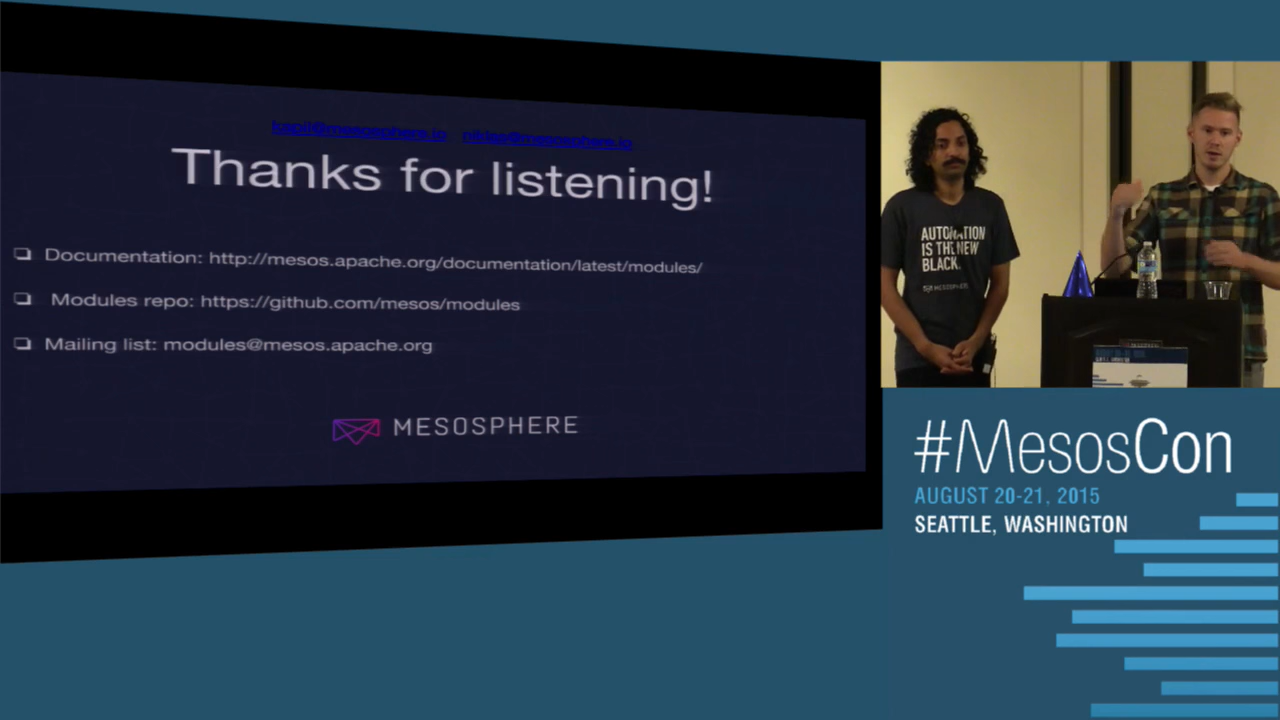 Thanks for listening!
Documentation: http://mesos.apache.org/documentation/latest/modules/
Modules repo: https://github.com/mesos/modules
Mailing list: modules@mesos.apache.org
MESOSPHERE
AUTOMATION
IS THE NEW
BLACK.
MESOSPHERE
#MesosCon
AUGUST 20-21, 2015
SEATTLE, WASHINGTON